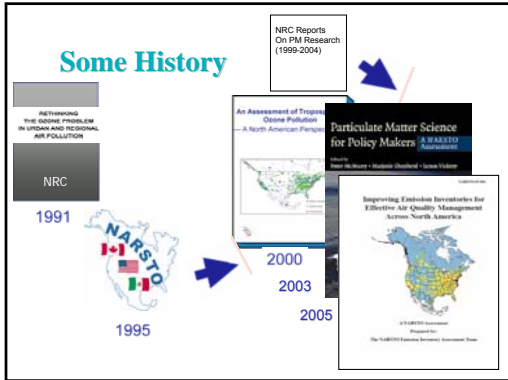 Some History
NRC Reports
On PM Research
(1999-2004)
RETHINKING
THE OZONE PROBLEM
IN URBAN AND REGIONAL
AIR POLLUTION
NRC
1991
NARSTO
1995
An Assessment of Tropos
Ozone Pollution
— A North American Perspe
2000
2003
2005
Particulate Matter Science
for Policy Makers
A NARSTO
Assessment
Improving Emission Inventories for
Effective Air Quality Management
Across North America
A NARSTO Assessment
Prepared by:
The NARSTO Emission Inventory Assessment Team